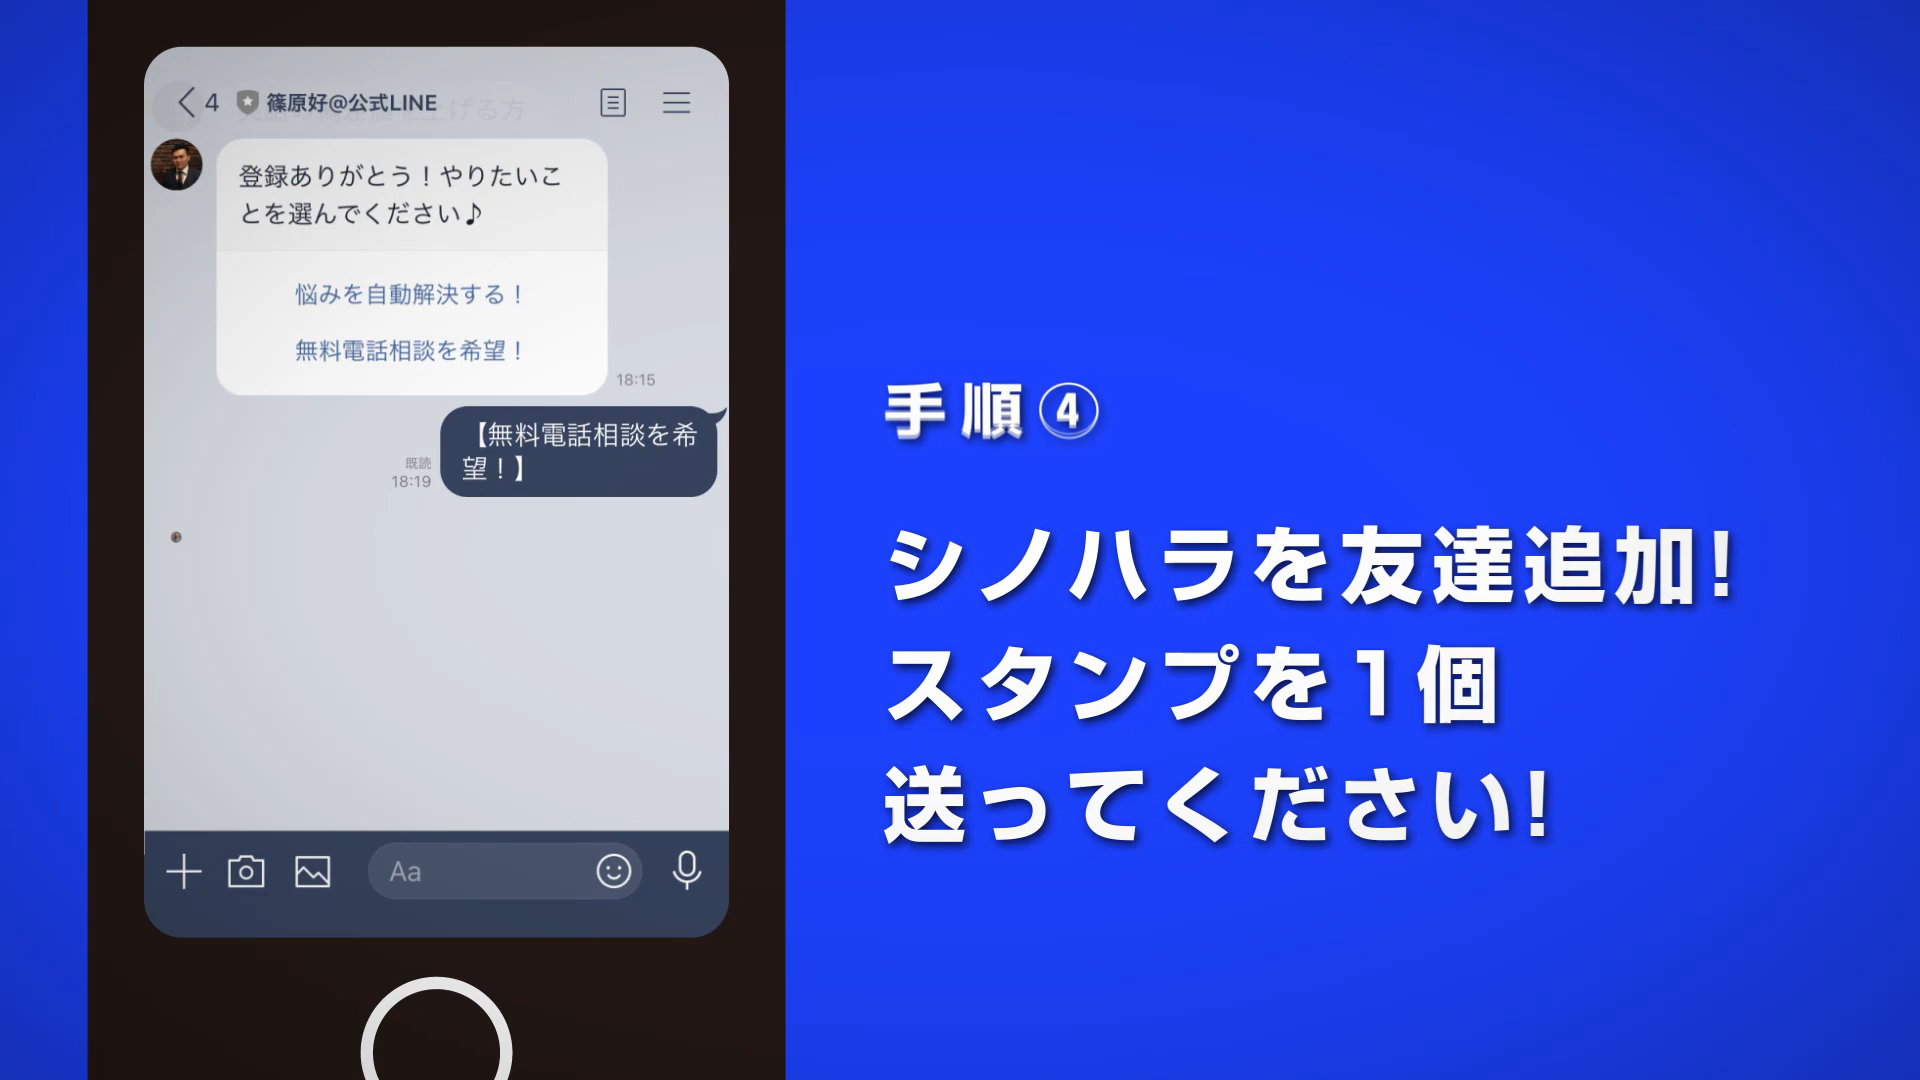 4 篠原好@公式LINE
登録ありがとう！やりたいこ
とを選んでください♪
悩みを自動解決する！
無料電話相談を希望！
18:15
【無料電話相談を希
望！】
既読
18:19
Aa
手順④
シノハラを友達追加!
スタンプを1個
送ってください!